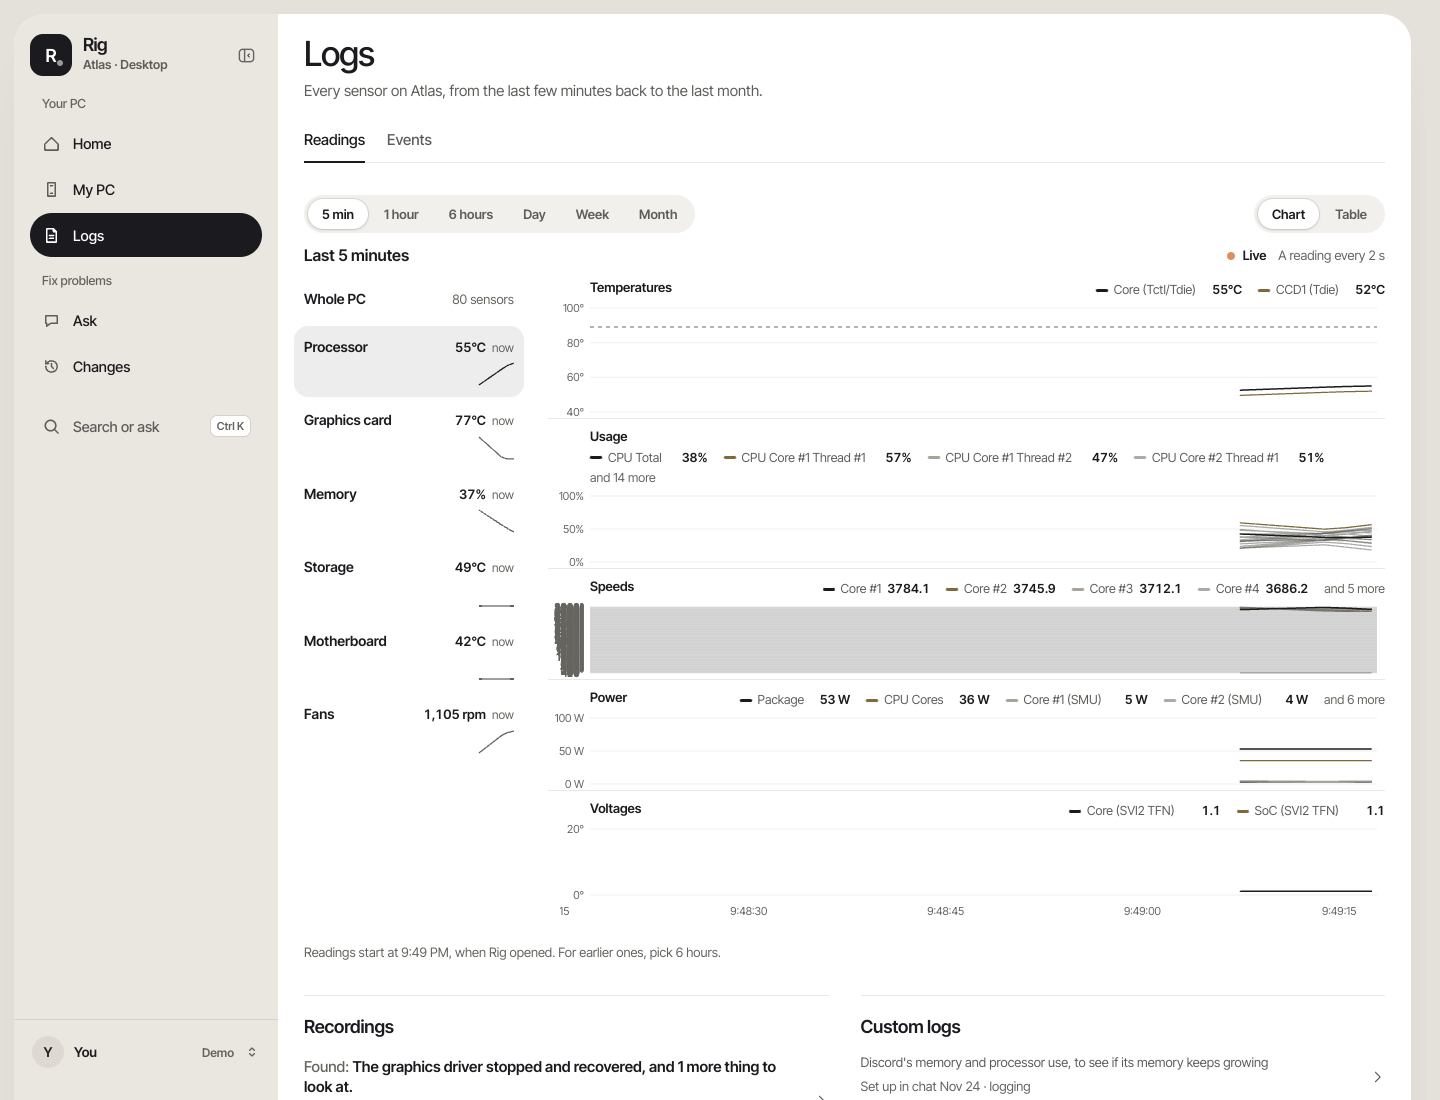 R.
Rig
Atlas · Desktop
Your PC
Home
My PC
Logs
Fix problems
Ask
Changes
Search or ask
Ctrl K
Y
You
Demo
Logs
Every sensor on Atlas, from the last few minutes back to the last month.
Readings
Events
5 min
1 hour
6 hours
Day
Week
Month
Chart
Table
Last 5 minutes
Live
A reading every 2 s
Whole PC
80 sensors
Processor
55°C now
Graphics card
77°C now
Memory
37% now
Storage
49°C now
Motherboard
42°C now
Fans
1,105 rpm now
Temperatures
Core (Tctl/Tdie) 55°C
CCD1 (Tdie) 52°C
100°
80°
60°
40°
Usage
CPU Total 38%
CPU Core #1 Thread #1 57%
CPU Core #1 Thread #2 47%
CPU Core #2 Thread #1 51%
and 14 more
100%
50%
0%
Speeds
Core #1 3784.1
Core #2 3745.9
Core #3 3712.1
Core #4 3686.2
and 5 more
Power
Package 53 W
CPU Cores 36 W
Core #1 (SMU) 5 W
Core #2 (SMU) 4 W
and 6 more
100 W
50 W
0 W
Voltages
Core (SVI2 TFN) 1.1
SoC (SVI2 TFN) 1.1
20°
0°
15
9:48:30
9:48:45
9:49:00
9:49:15
Readings start at 9:49 PM, when Rig opened. For earlier ones, pick 6 hours.
Recordings
Found: The graphics driver stopped and recovered, and 1 more thing to
look at.
Custom logs
Discord's memory and processor use, to see if its memory keeps growing
Set up in chat Nov 24 · logging